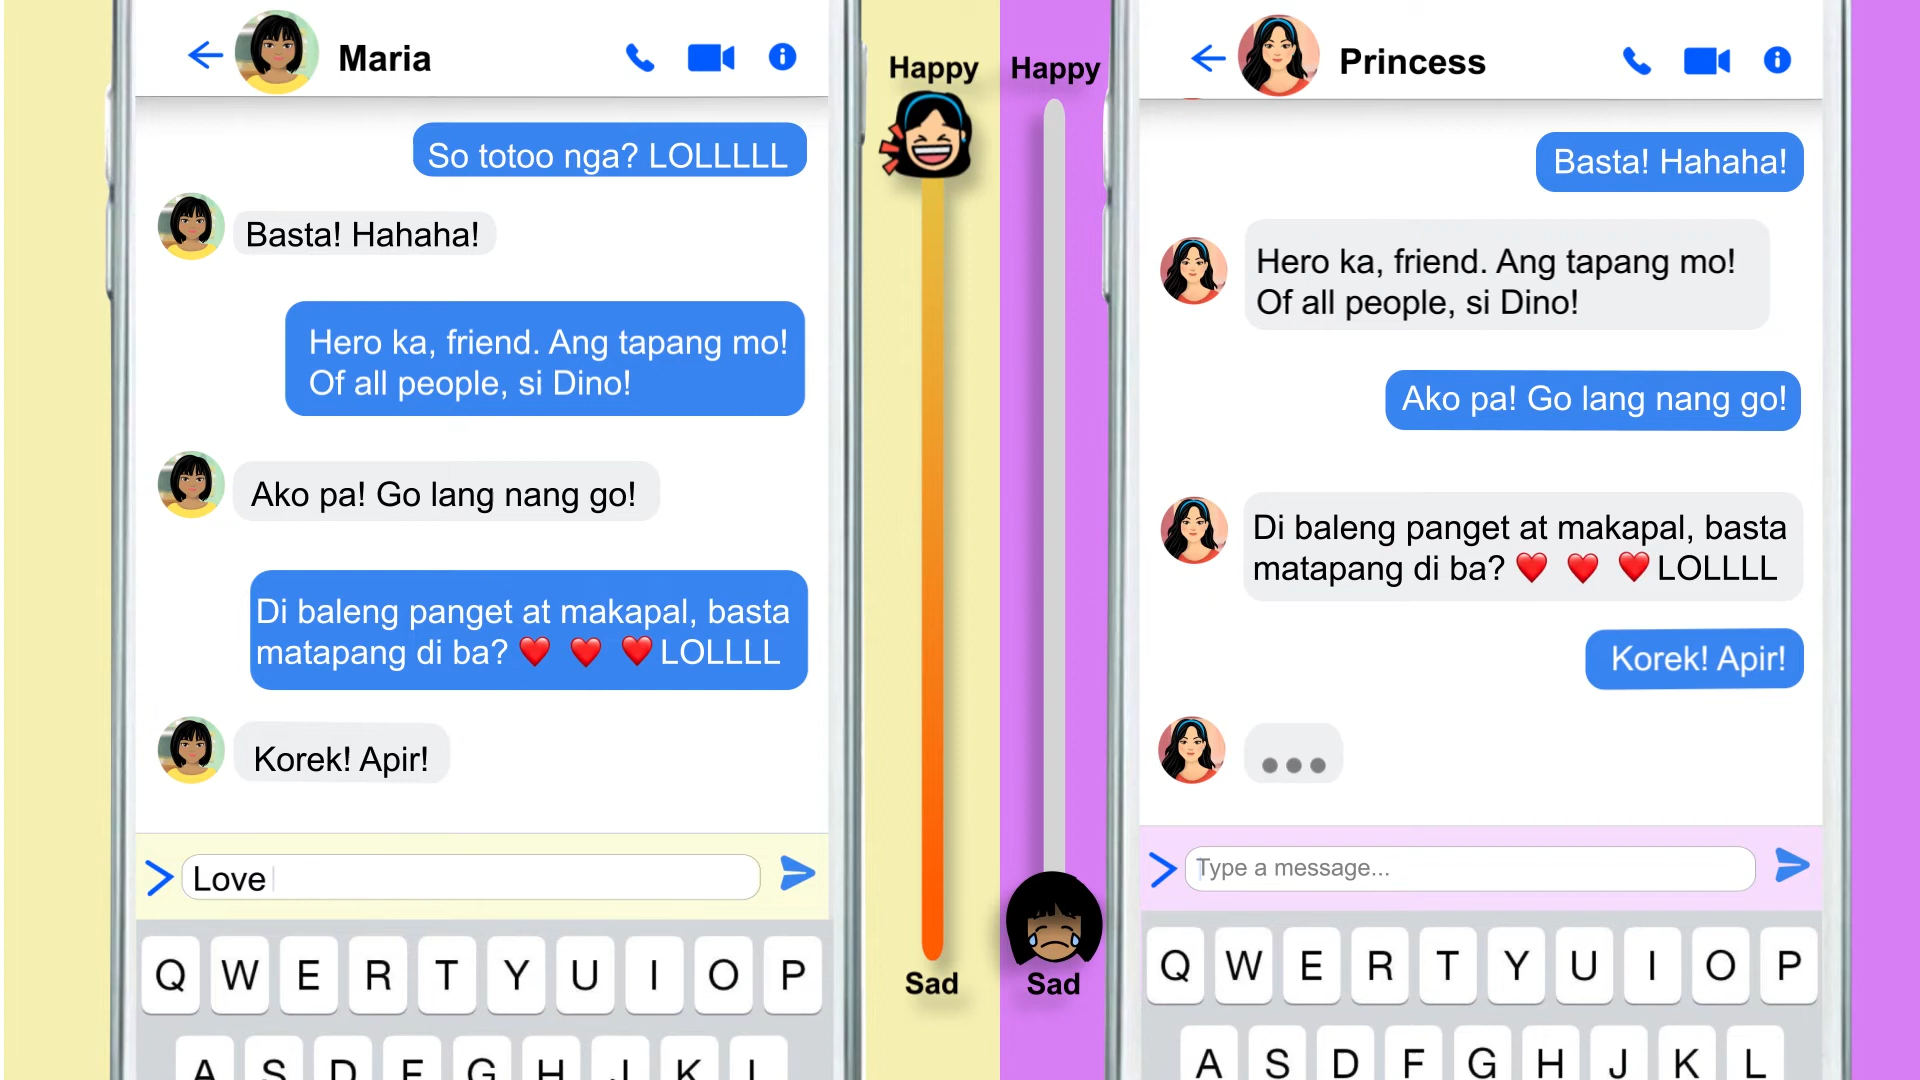 Maria
So totoo nga? LOLLLLL
Basta! Hahaha!
Hero ka, friend. Ang tapang mo!
Of all people, si Dino!
Ako pa! Go lang nang go!
Di baleng panget at makapal, basta
matapang di ba? ❤️ ❤️ ❤️ LOLLLL
Korek! Apir!
Love
Q W E R T Y U I O P
A S D F G H J K L
Happy
Sad
Happy
Sad
Princess
Basta! Hahaha!
Hero ka, friend. Ang tapang mo!
Of all people, si Dino!
Ako pa! Go lang nang go!
Di baleng panget at makapal, basta
matapang di ba? ❤️ ❤️ ❤️ LOLLLL
Korek! Apir!
Type a message...
Q W E R T Y U I O P
A S D F G H J K L